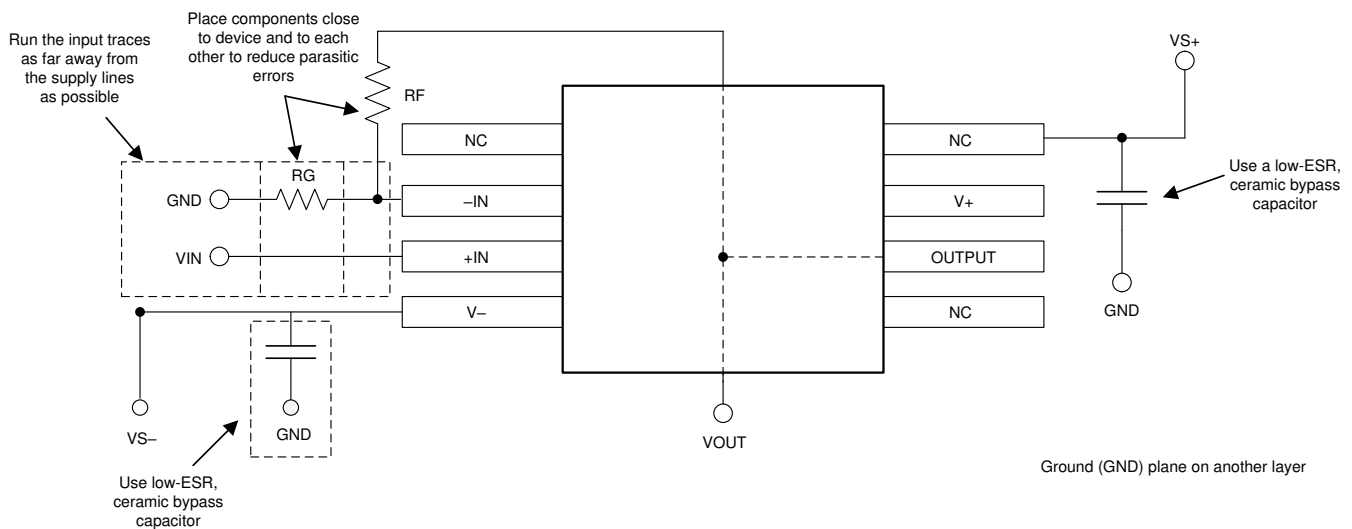 Place components close
to device and to each
other to reduce parasitic
errors
Run the input traces
as far away from
the supply lines
as possible
VS+
RF
NC
NC
RG
Use a low-ESR,
ceramic bypass
capacitor
GND
–IN
V+
VIN
+IN
OUTPUT
V–
NC
GND
VS–
GND
VOUT
Use low-ESR,
ceramic bypass
capacitor
Ground (GND) plane on another layer